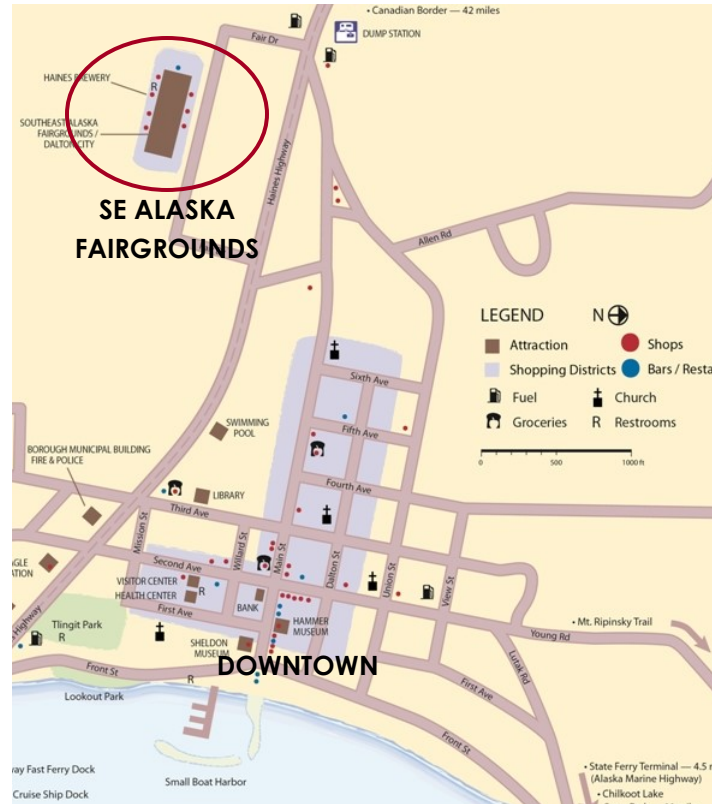 • Canadian Border — 42 miles
DUMP STATION
Fair Dr
HAINES BREWERY
R
SOUTHEAST ALASKA
FAIRGROUNDS /
DALTON CITY
Haines Highway
SE ALASKA
FAIRGROUNDS
Allen Rd
LEGEND
N
Attraction
Shops
Shopping Districts
Bars /
Fuel
Church
Groceries
R Restrooms
0 500 1000 ft
Sixth Ave
Fifth Ave
Fourth Ave
SWIMMING
POOL
BOROUGH MUNICIPAL BUILDING
FIRE & POLICE
LIBRARY
Third Ave
Mission St
Willard St
Main St
Dalton St
Union St
View St
Second Ave
VISITOR CENTER
HEALTH CENTER
R
BANK
HAMMER
MUSEUM
First Ave
Tlingit Park
R
SHELDON
MUSEUM
DOWNTOWN
• Mt. Ripinsky Trail
Young Rd
Lutak Rd
First Ave
Front St
R
Front St
Highway
Lookout Park
Small Boat Harbor
Fast Ferry Dock
Cruise Ship Dock
• State Ferry Terminal — 4.5
(Alaska Marine Highway)
• Chilkoot Lake